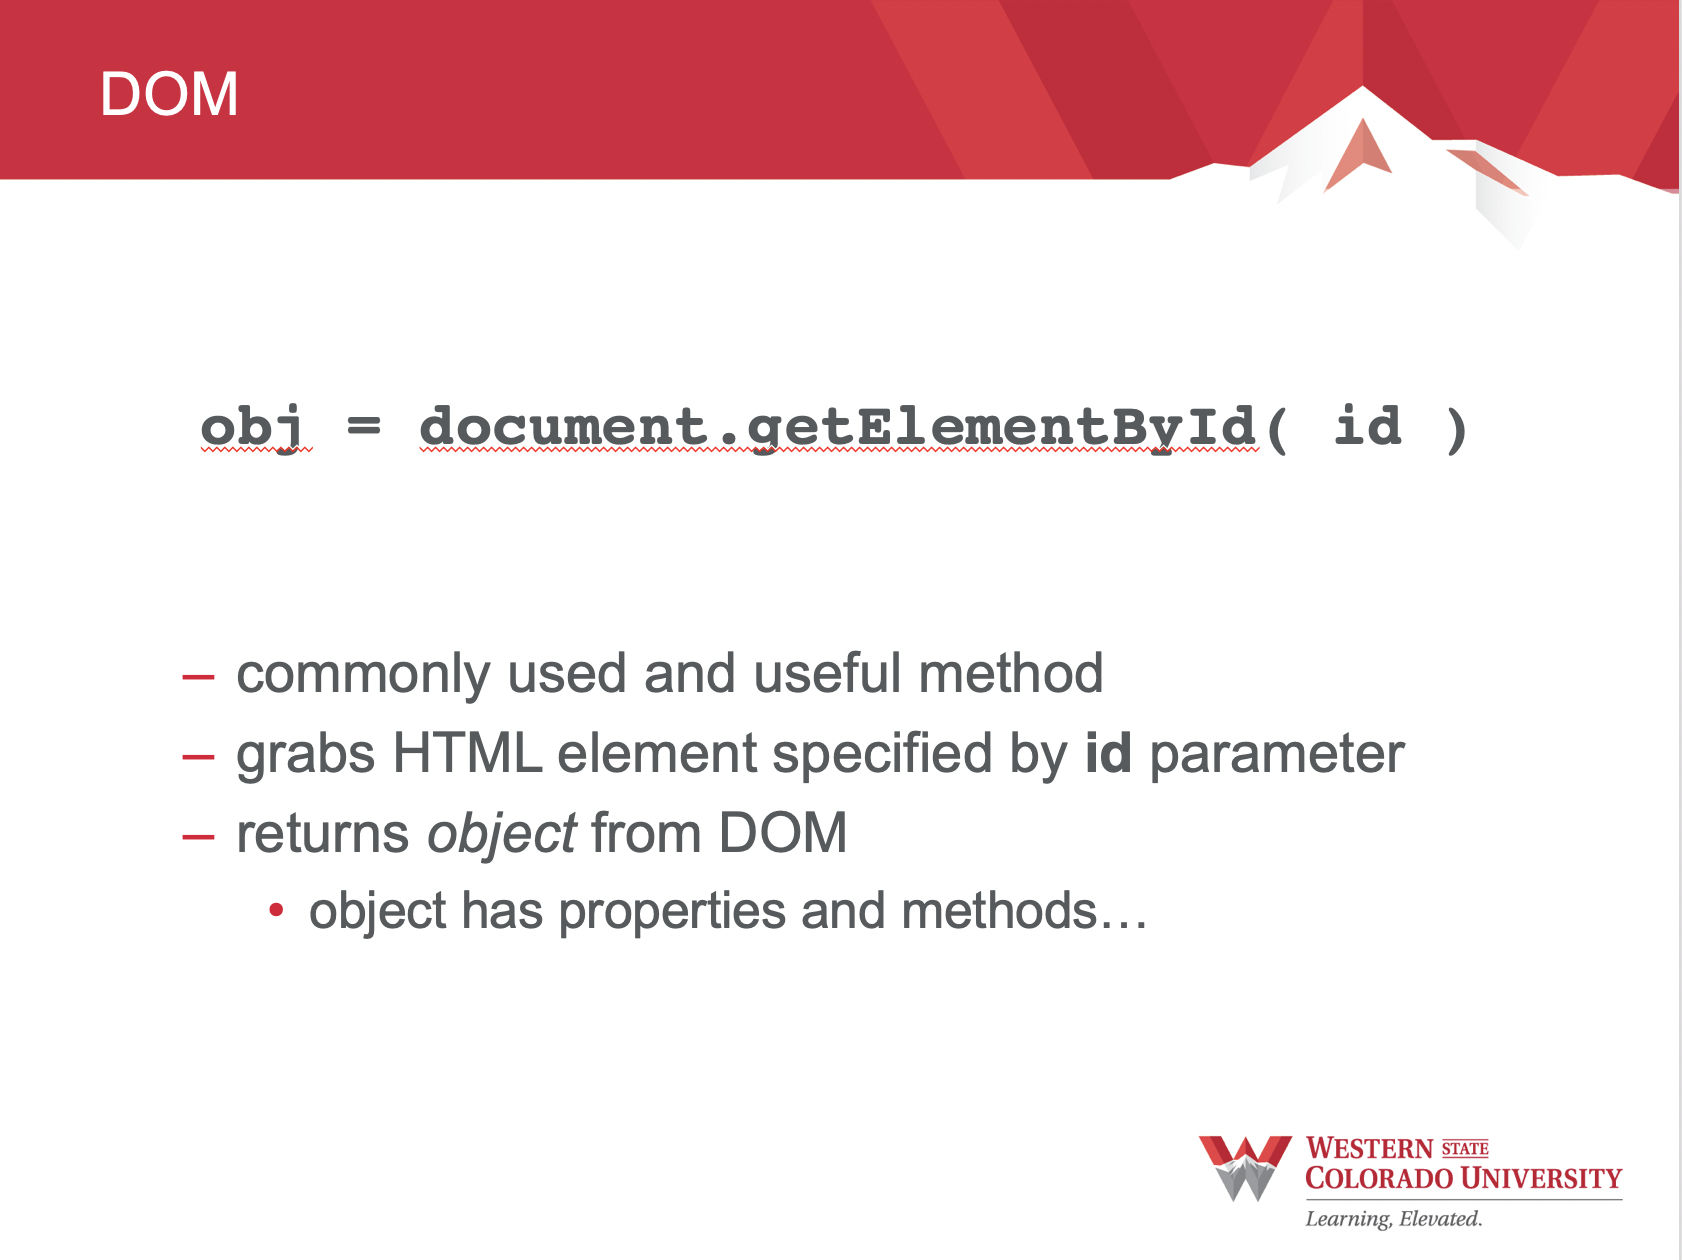 DOM
obj = document.getElementById( id )
– commonly used and useful method
– grabs HTML element specified by id parameter
– returns object from DOM
• object has properties and methods…
WESTERN STATE
COLORADO UNIVERSITY
Learning, Elevated.